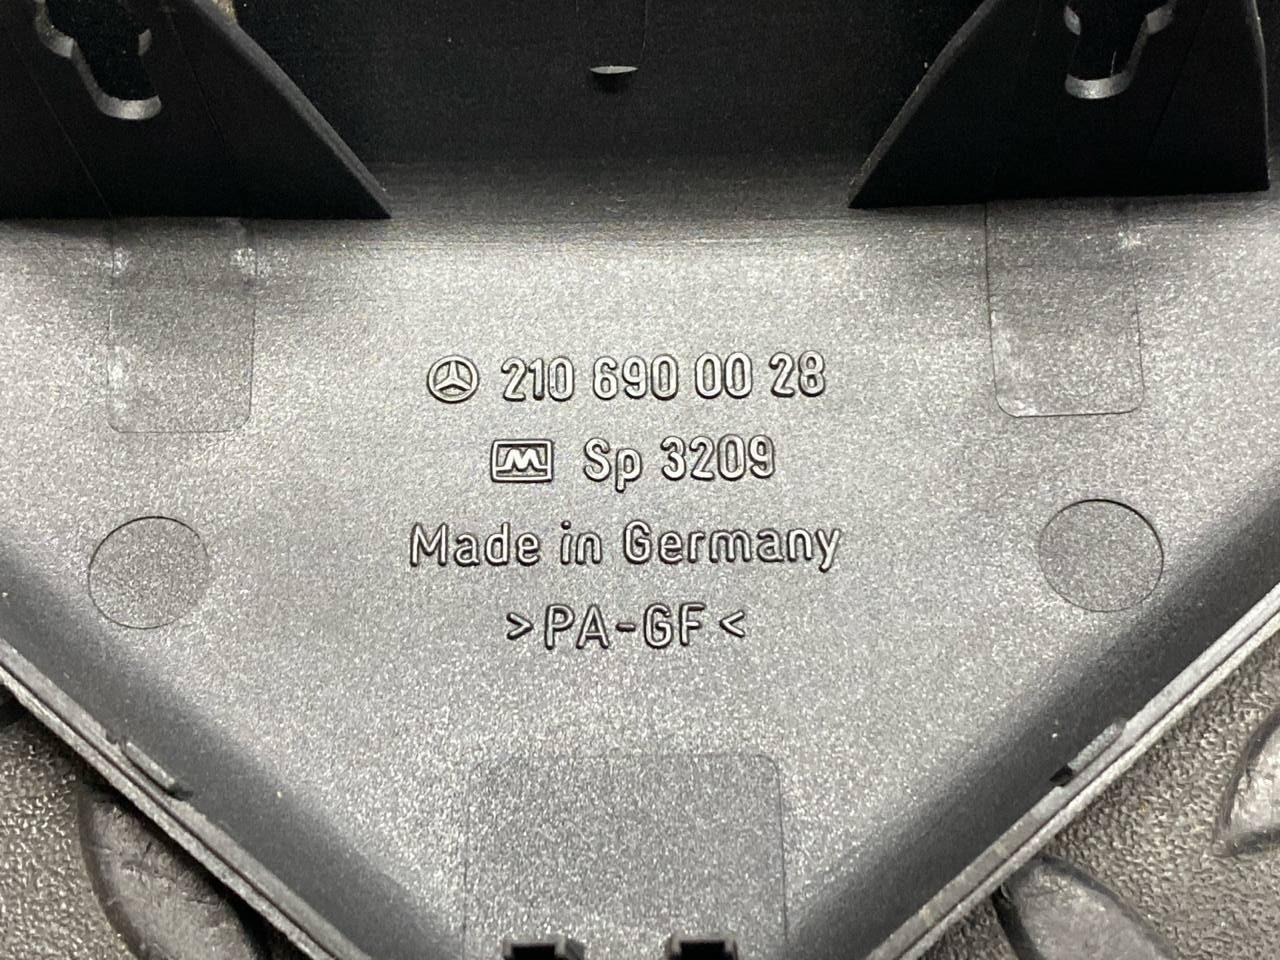 210 690 00 28
M Sp 3209
Made in Germany
>PA-GF<